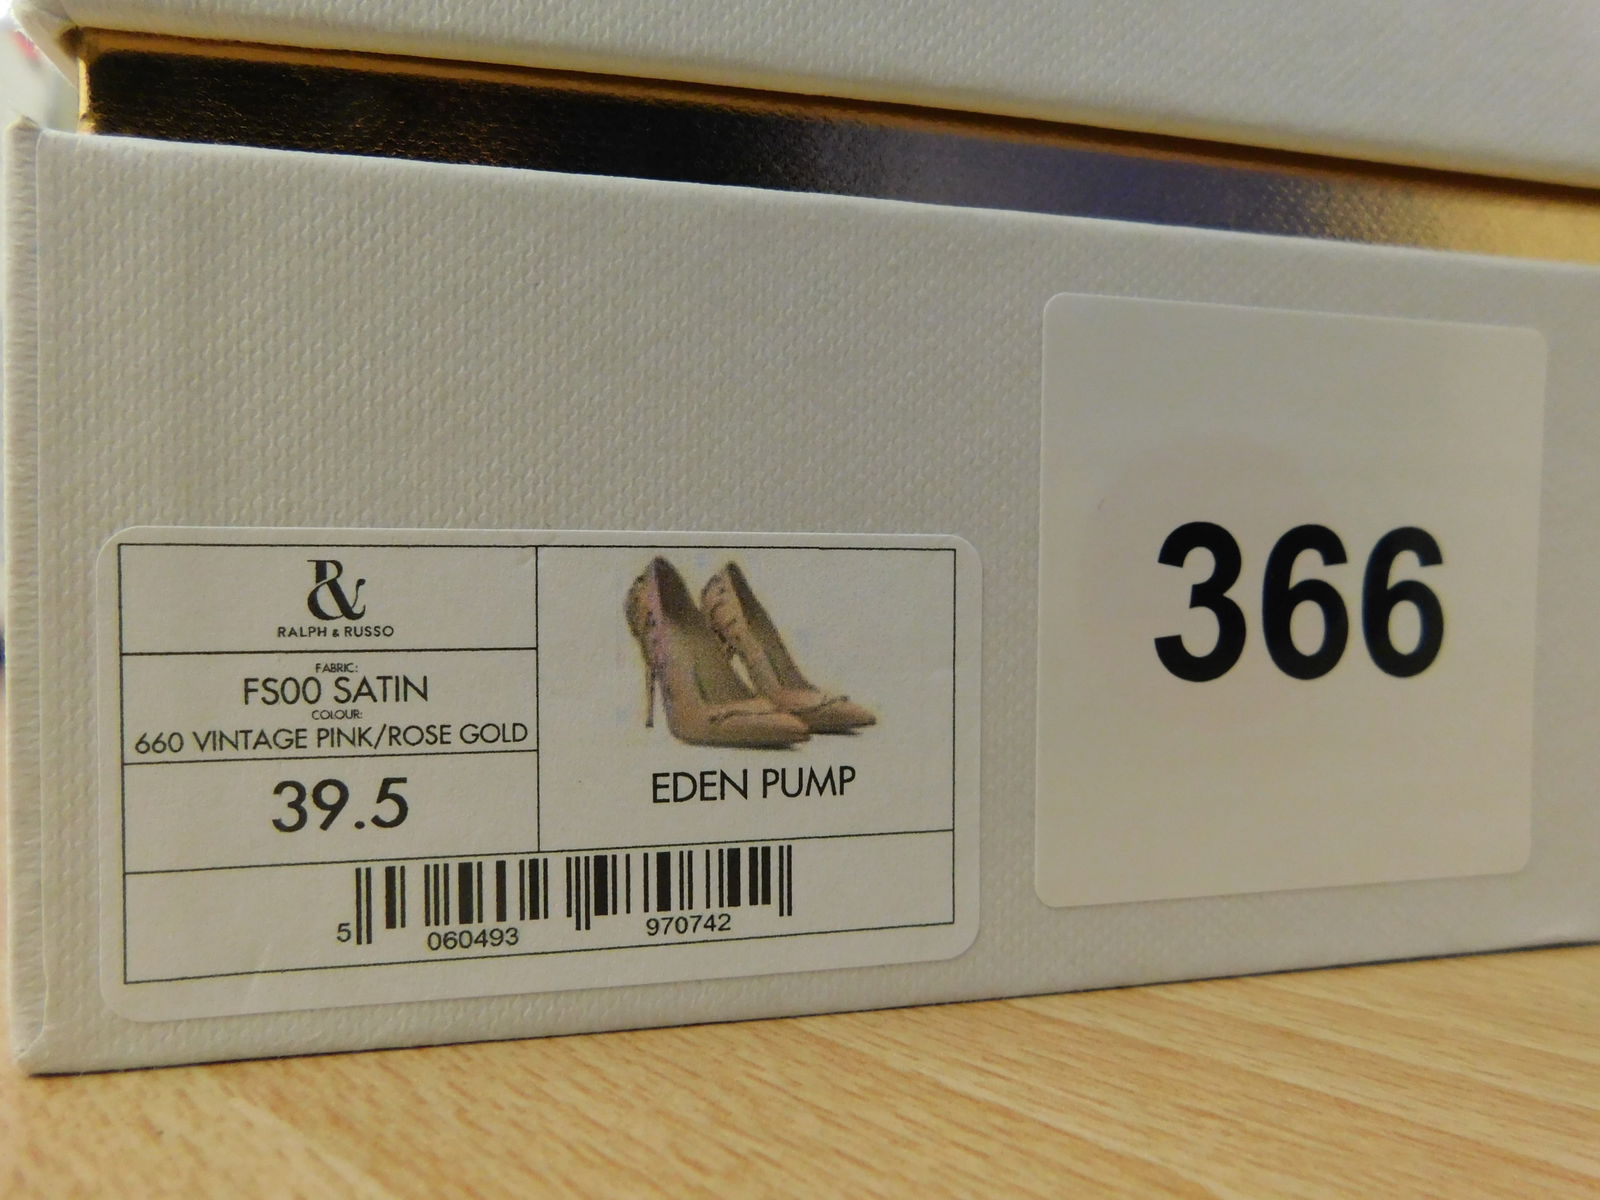 R&
RALPH & RUSSO
FABRIC:
FS00 SATIN
COLOUR:
660 VINTAGE PINK/ROSE GOLD
39.5
EDEN PUMP
5 060493 970742
366